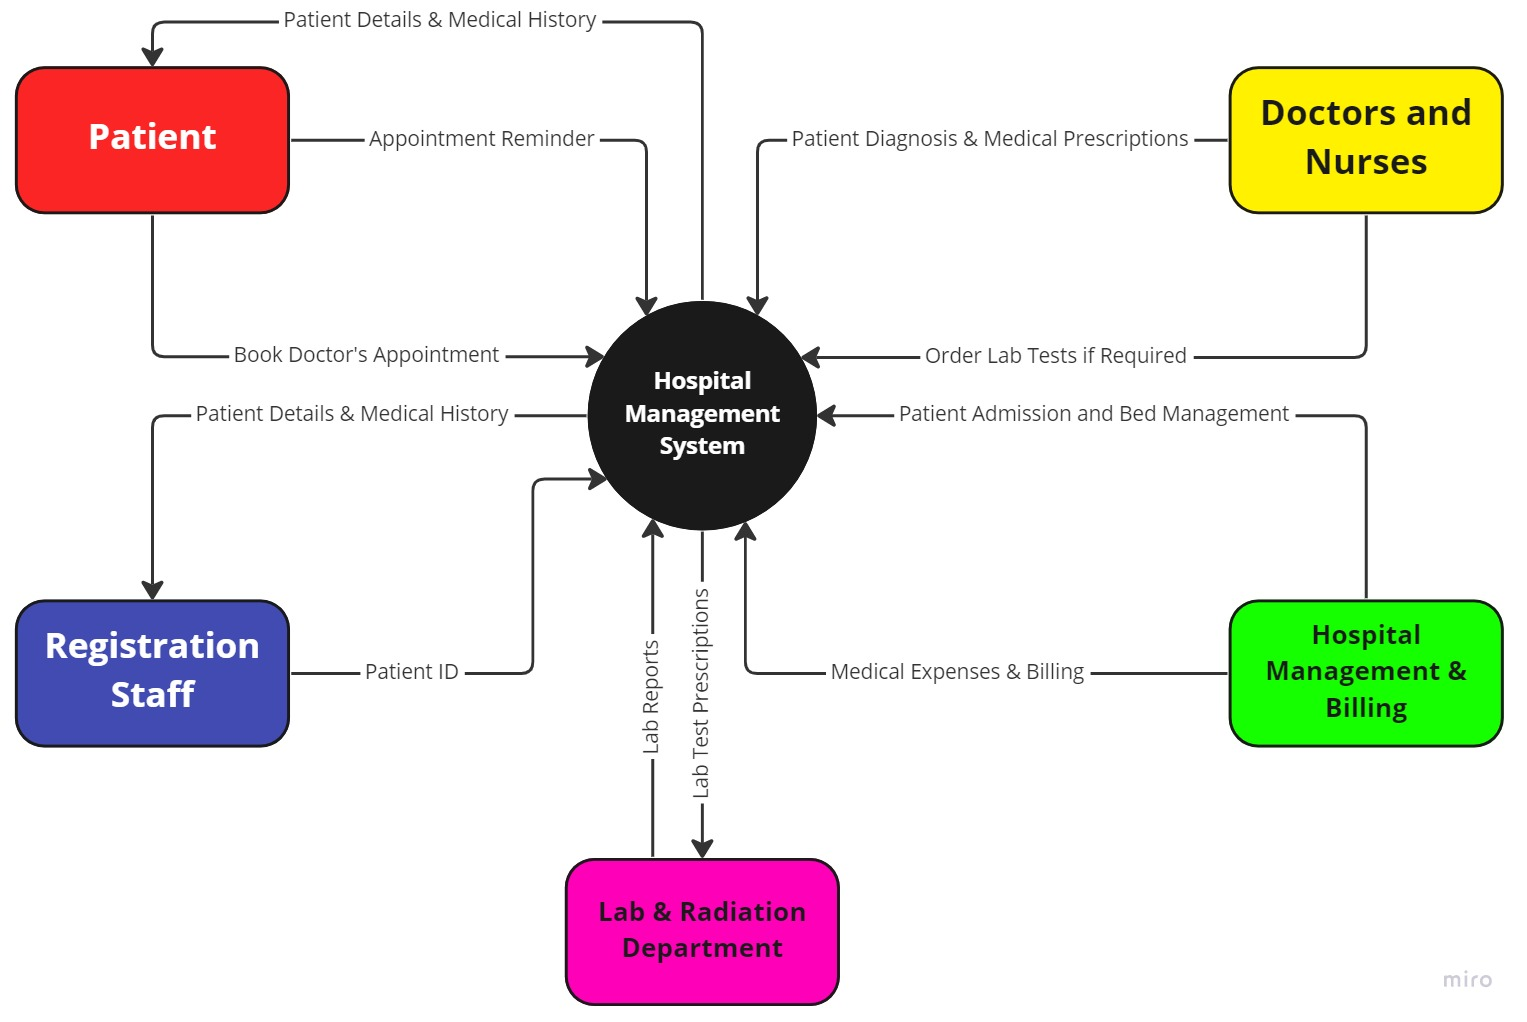 Patient Details & Medical History
Patient
Appointment Reminder
Patient Diagnosis & Medical Prescriptions
Doctors and
Nurses
Book Doctor's Appointment
Order Lab Tests if Required
Hospital
Management
System
Patient Details & Medical History
Patient Admission and Bed Management
Registration
Staff
Patient ID
Lab Reports
Lab Test Prescriptions
Medical Expenses & Billing
Hospital
Management &
Billing
Lab & Radiation
Department
miro